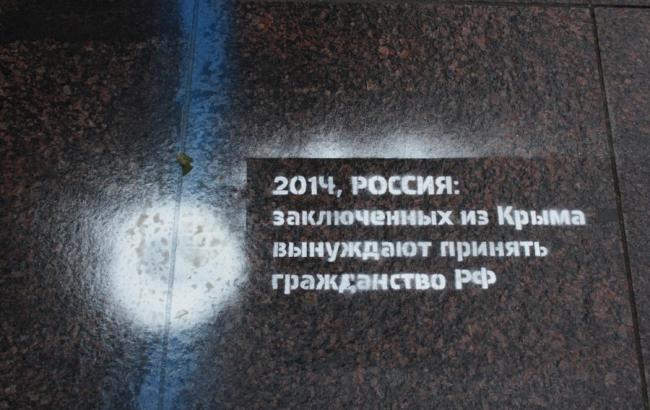 2014, РОССИЯ:
заключенных из Крыма
вынуждают принять
гражданство РФ